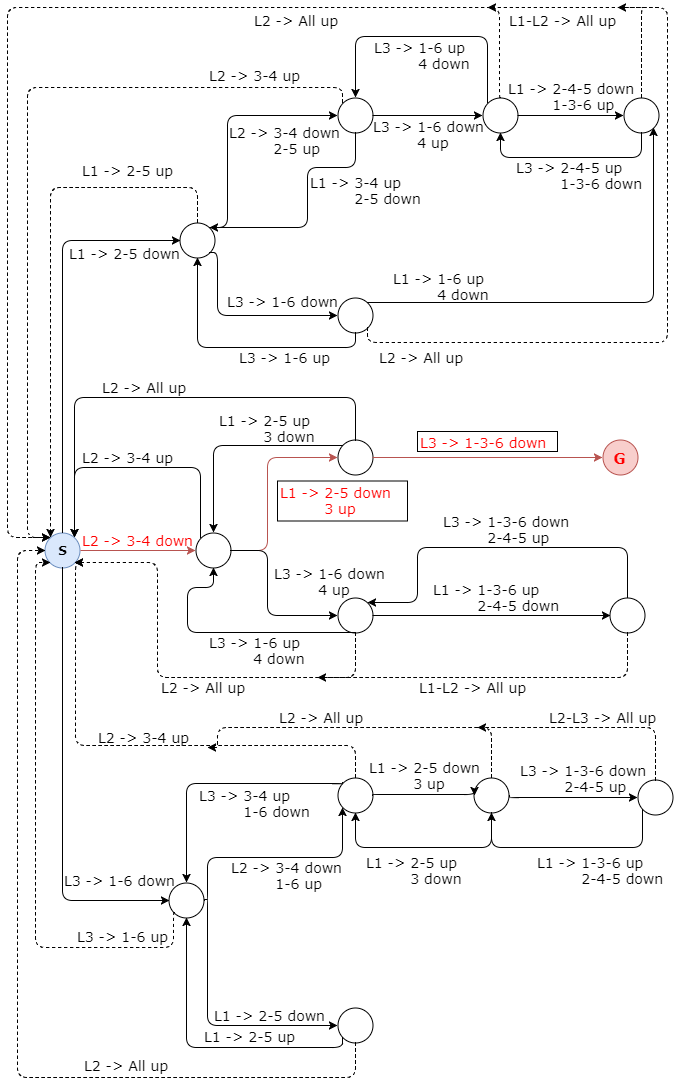 L2 -> All up
L1-L2 -> All up
L3 -> 1-6 up
4 down
L2 -> 3-4 up
L1 -> 2-4-5 down
1-3-6 up
L2 -> 3-4 down
2-5 up
L3 -> 1-6 down
4 up
L1 -> 2-5 up
L1 -> 3-4 up
2-5 down
L3 -> 2-4-5 up
1-3-6 down
L1 -> 2-5 down
L1 -> 1-6 up
4 down
L3 -> 1-6 down
L3 -> 1-6 up
L2 -> All up
L2 -> All up
L1 -> 2-5 up
3 down
L3 -> 1-3-6 down
L2 -> 3-4 up
G
L1 -> 2-5 down
3 up
L2 -> 3-4 down
S
L3 -> 1-3-6 down
2-4-5 up
L3 -> 1-6 down
4 up
L1 -> 1-3-6 up
2-4-5 down
L3 -> 1-6 up
4 down
L2 -> All up
L1-L2 -> All up
L2 -> All up
L2-L3 -> All up
L2 -> 3-4 up
L1 -> 2-5 down
3 up
L3 -> 1-3-6 down
2-4-5 up
L3 -> 3-4 up
1-6 down
L2 -> 3-4 down
1-6 up
L1 -> 2-5 up
3 down
L1 -> 1-3-6 up
2-4-5 down
L3 -> 1-6 down
L3 -> 1-6 up
L1 -> 2-5 down
L1 -> 2-5 up
L2 -> All up